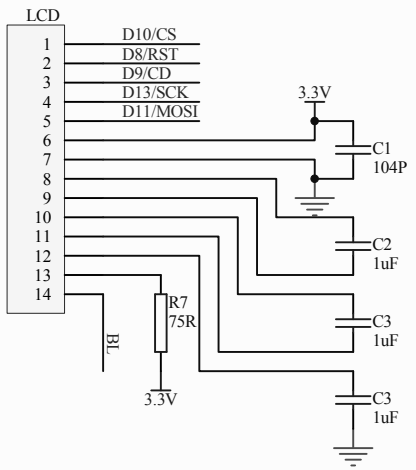 LCD
1 D10/CS
2 D8/RST
3 D9/CD
4 D13/SCK
5 D11/MOSI
3.3V
6
7
C1
104P
8
9
10
11
12
13
14
C2
1uF
R7
75R
C3
1uF
BL
3.3V
C3
1uF